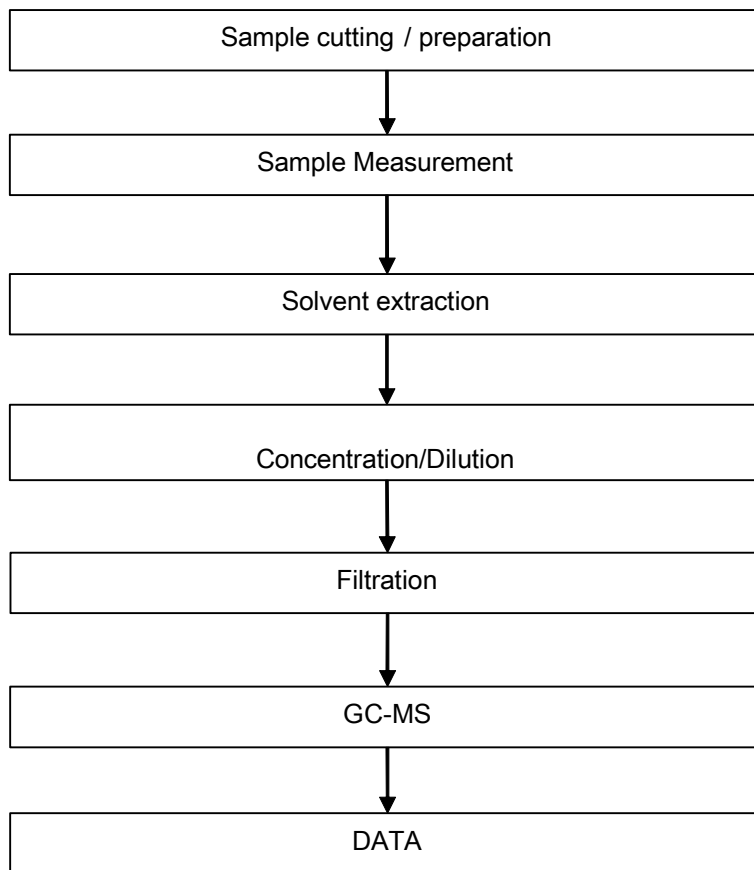 Sample cutting / preparation
Sample Measurement
Solvent extraction
Concentration/Dilution
Filtration
GC-MS
DATA